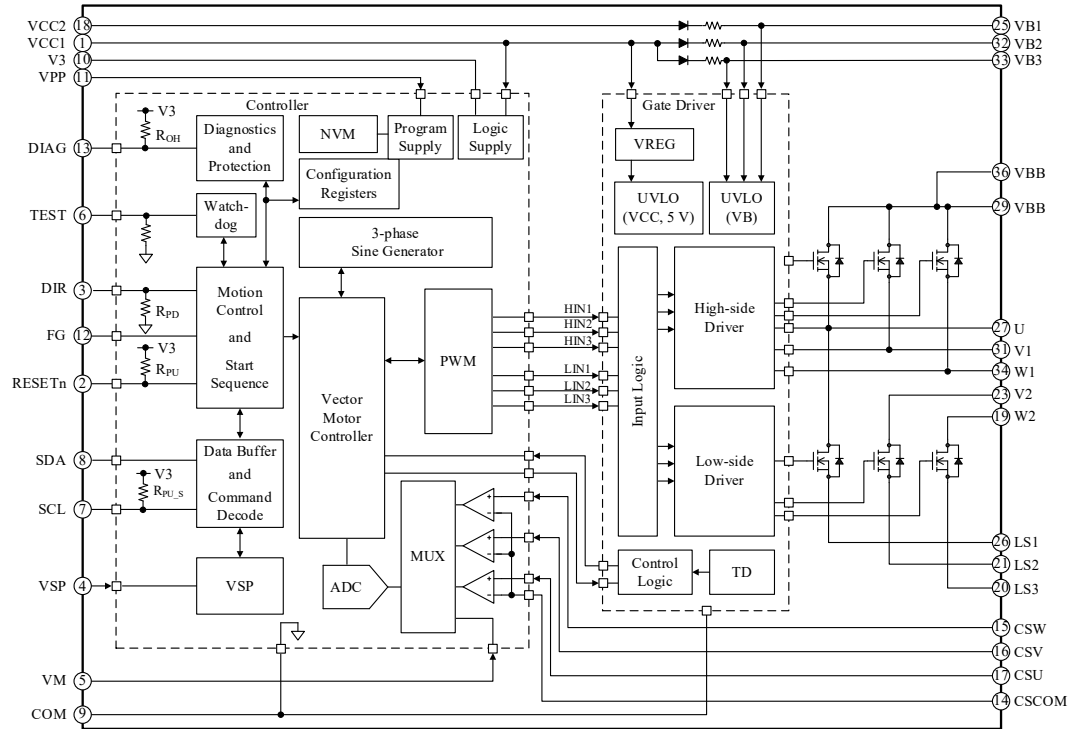 VCC2 18
VCC1 1
V3 10
VPP 11
DIAG 13
TEST 6
DIR 3
FG 12
RESETn 2
SDA 8
SCL 7
VSP 4
VM 5
COM 9
Controller
V3
ROH
Diagnostics
and
Protection
NVM
Program
Supply
Logic
Supply
Configuration
Registers
Watch-
dog
3-phase
Sine Generator
RPD
V3
RPU
Motion
Control
and
Start
Sequence
Vector
Motor
Controller
PWM
V3
RPU_S
Data Buffer
and
Command
Decode
VSP
ADC
MUX
+
−
+
−
+
−
HIN1
HIN2
HIN3
LIN1
LIN2
LIN3
Gate Driver
VREG
UVLO
(VCC, 5 V)
UVLO
(VB)
Input Logic
High-side
Driver
Low-side
Driver
Control
Logic
TD
25 VB1
32 VB2
33 VB3
36 VBB
29 VBB
27 U
31 V1
34 W1
23 V2
19 W2
26 LS1
21 LS2
20 LS3
15 CSW
16 CSV
17 CSU
14 CSCOM